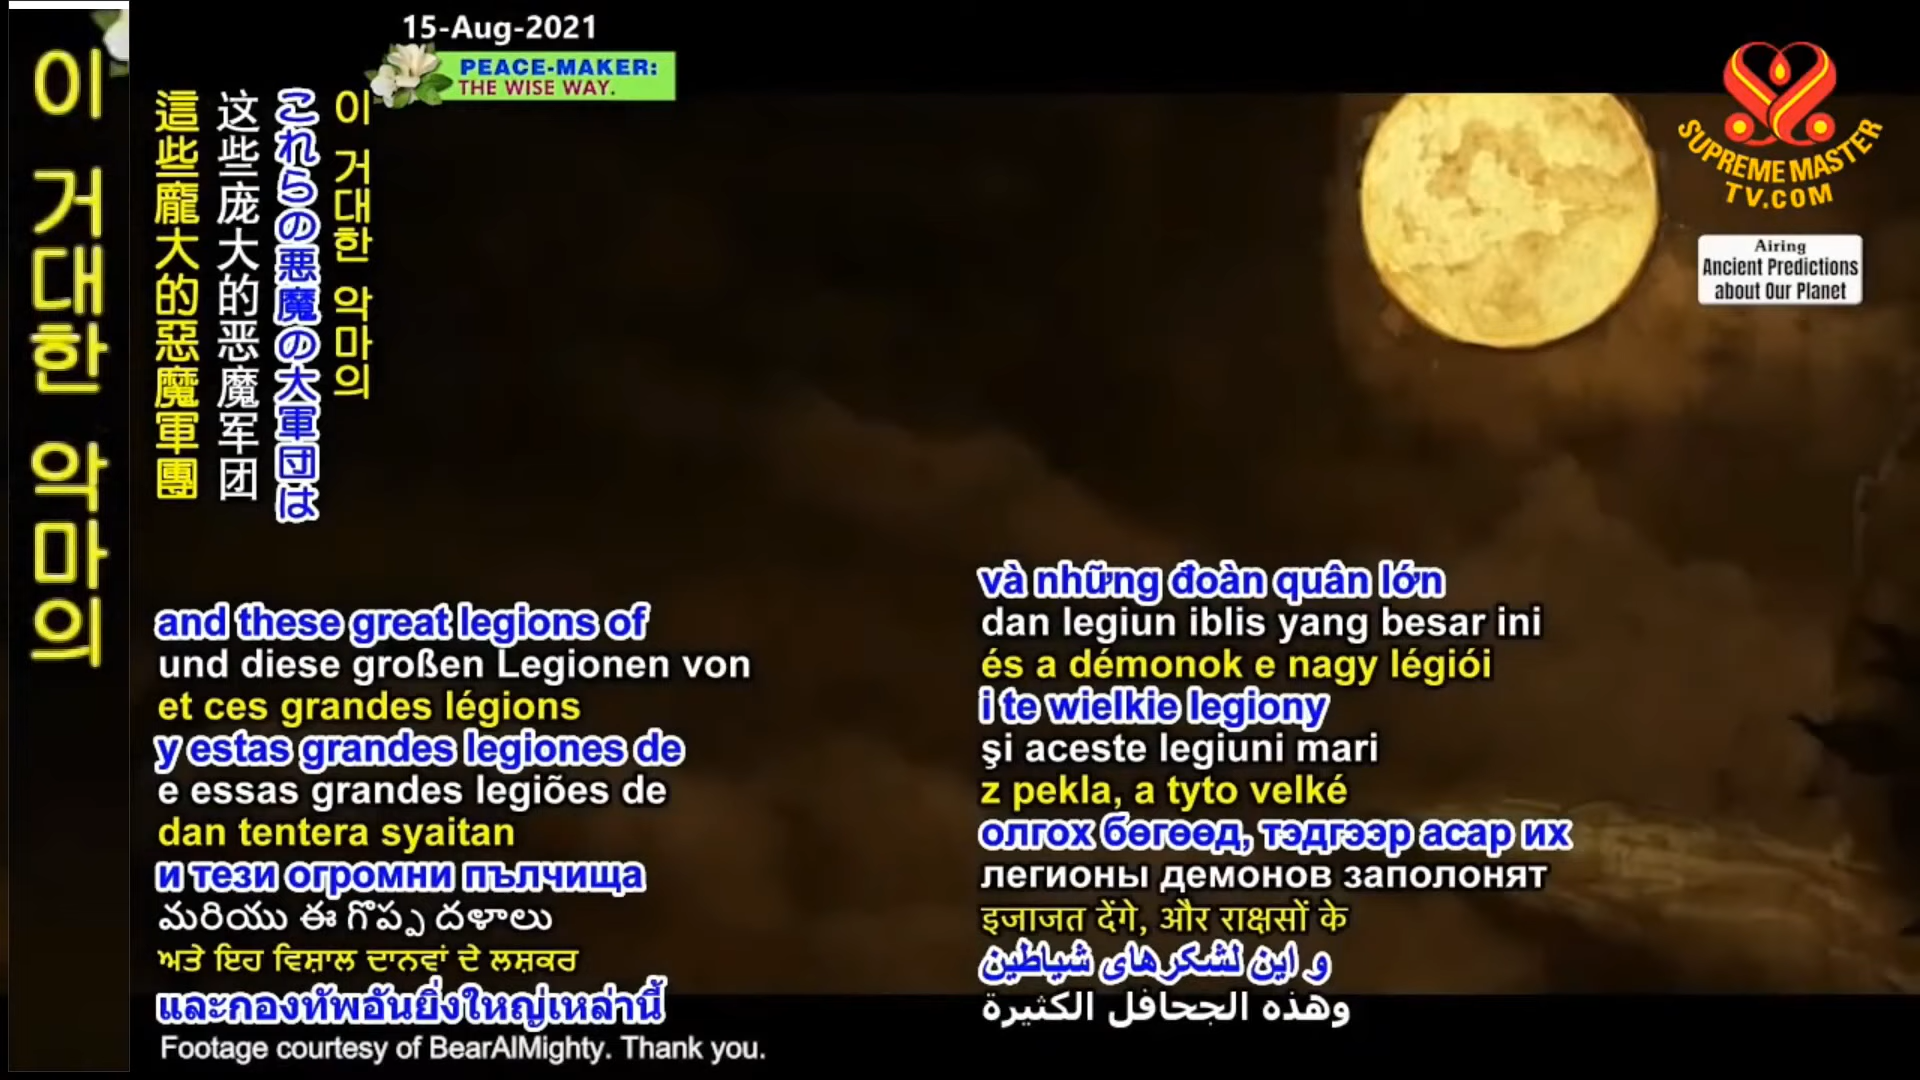 이 거대한 악마의
15-Aug-2021
PEACE-MAKER:
THE WISE WAY.
SUPREME MASTER
TV.COM
Airing
Ancient Predictions
about Our Planet
이 거대한 악마의
これらの悪魔の大軍団は
这些庞大的恶魔军团
這些龐大的惡魔軍團
and these great legions of
und diese großen Legionen von
et ces grandes légions
y estas grandes legiones de
e essas grandes legiões de
dan tentera syaitan
и тези огромни пълчища
మరియు ఈ గొప్ప దళాలు
ਅਤੇ ਇਹ ਵਿਸ਼ਾਲ ਦਾਨਵਾਂ ਦੇ ਲਸ਼ਕਰ
และกองทัพอันยิ่งใหญ่เหล่านี้
và những đoàn quân lớn
dan legiun iblis yang besar ini
és a démonok e nagy légiói
i te wielkie legiony
şi aceste legiuni mari
z pekla, a tyto velké
олгох бөгөөд, тэдгээр асар их
легионы демонов заполонят
इजाजत देंगे, और राक्षसों के
و این لشکرهای شیاطین
وهذه الجحافل الكثيرة
Footage courtesy of BearAlMighty. Thank you.